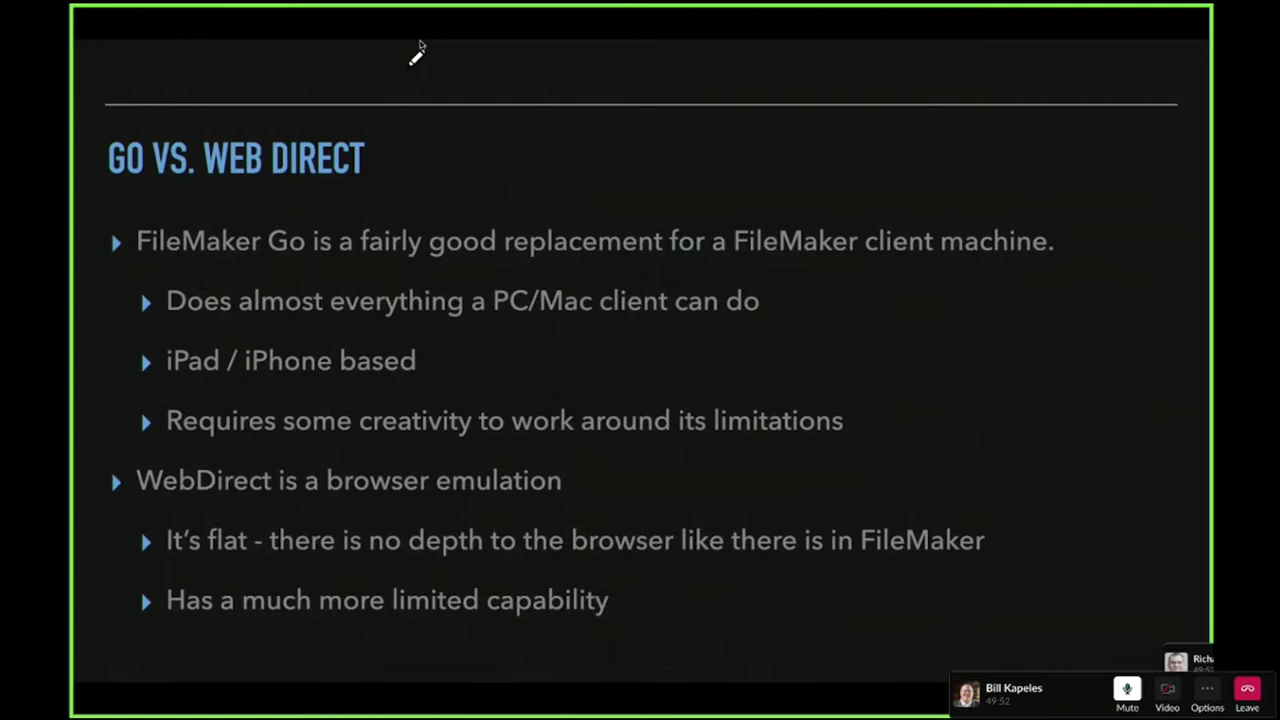 GO VS. WEB DIRECT
FileMaker Go is a fairly good replacement for a FileMaker client machine.
Does almost everything a PC/Mac client can do
iPad / iPhone based
Requires some creativity to work around its limitations
WebDirect is a browser emulation
It's flat - there is no depth to the browser like there is in FileMaker
Has a much more limited capability
Bill Kapeles
49:52
Mute
Video
Options
Leave